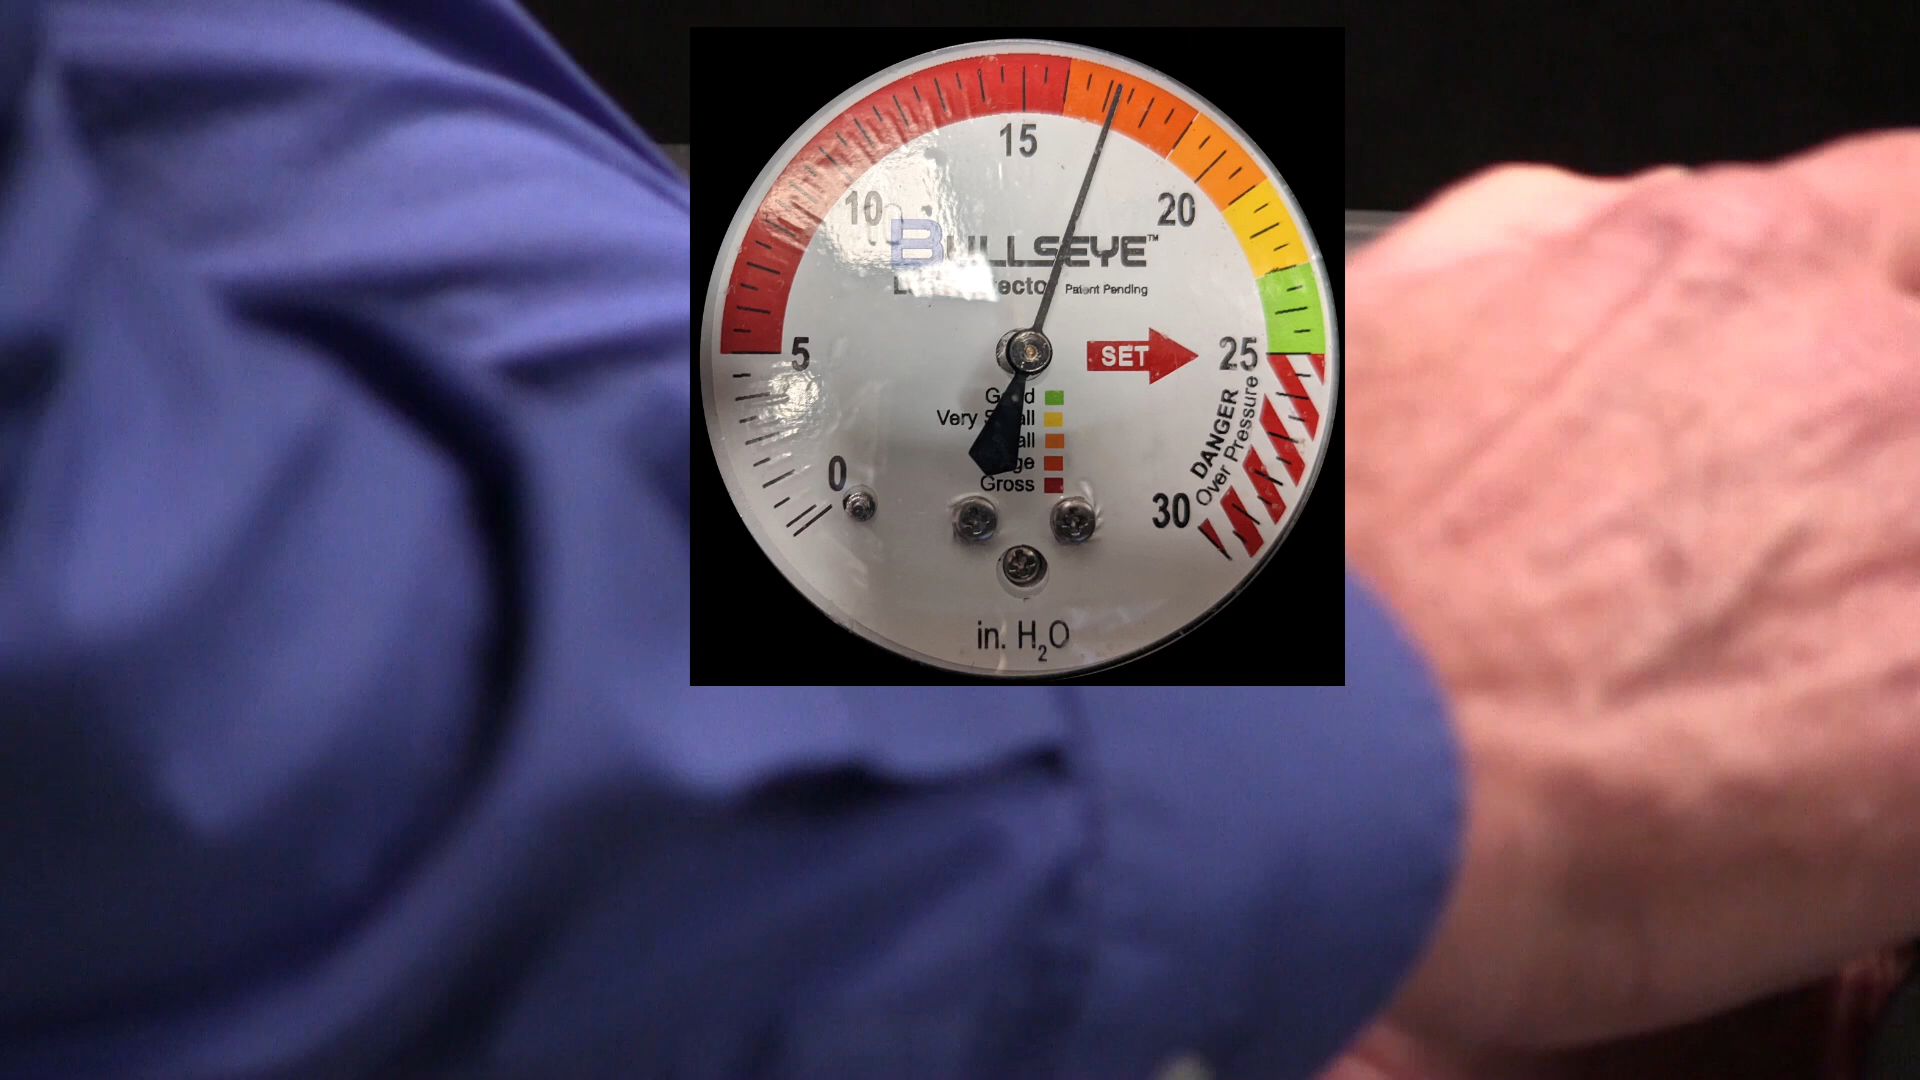 15
10
20
BULLSEYE™
Patent Pending
5
SET
25
DANGER
Over Pressure
Very
Gross
0
30
in. H₂O